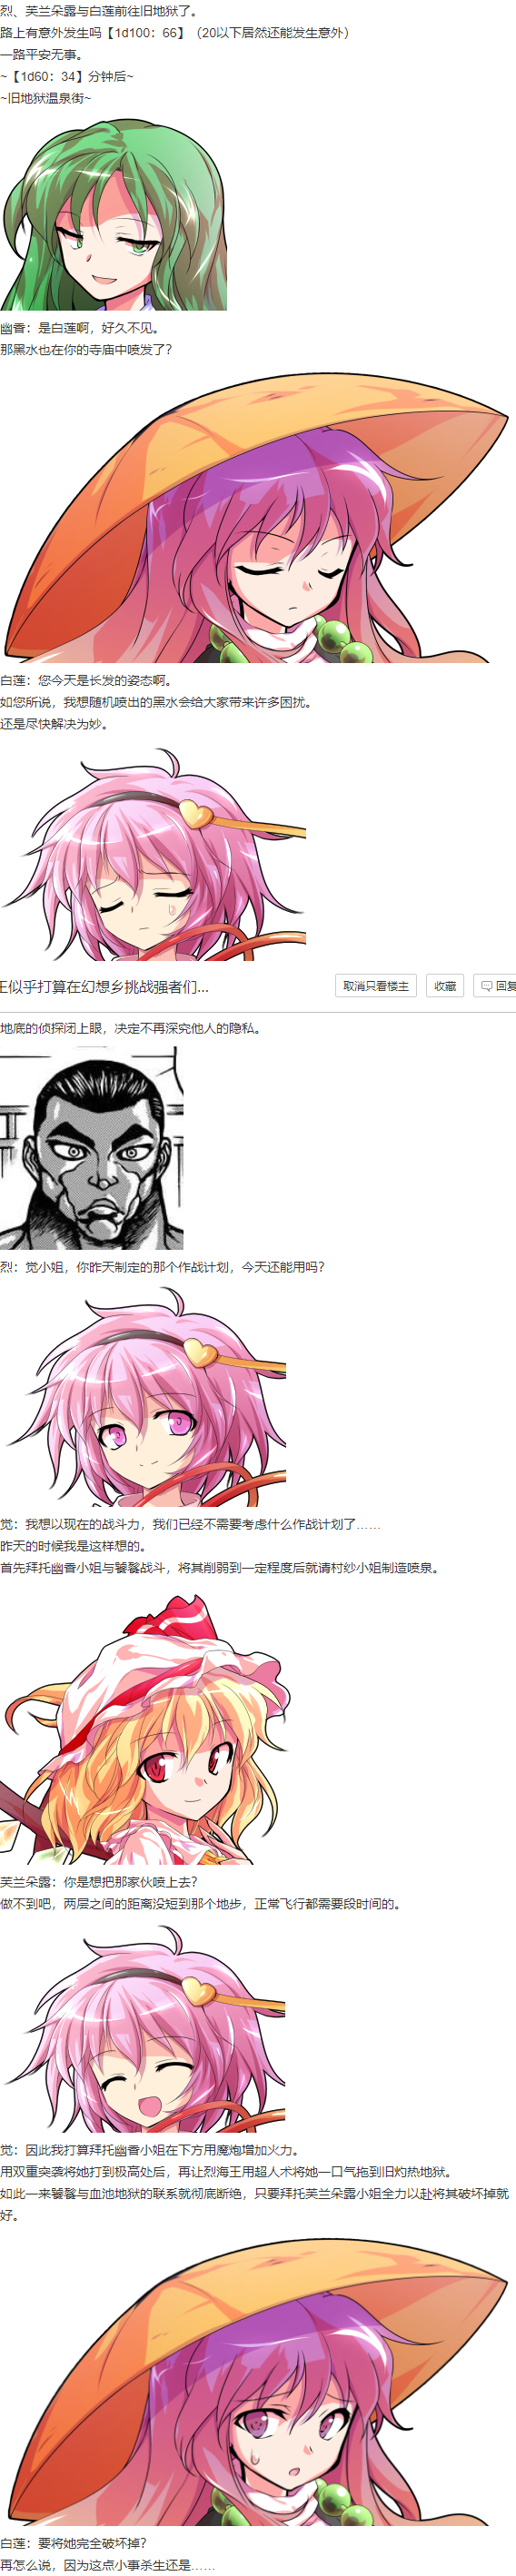 烈、芙兰朵露与白莲前往旧地狱了。
路上有意外发生吗【1d100：66】（20以下居然还能发生意外）
一路平安无事。
~【1d60：34】分钟后~
~旧地狱温泉街~
幽香：是白莲啊，好久不见。
那黑水也在你的寺庙中喷发了？
白莲：您今天是长发的姿态啊。
如您所说，我想随机喷出的黑水会给大家带来许多困扰。
还是尽快解决为妙。
王似乎打算在幻想乡挑战强者们... 取消只看楼主 收藏 回复
地底的侦探闭上眼，决定不再深究他人的隐私。
烈：觉小姐，你昨天制定的那个作战计划，今天还能用吗？
觉：我想以现在的战斗力，我们已经不需要考虑什么作战计划了……
昨天的时候我是这样想的。
首先拜托幽香小姐与饕餮战斗，将其削弱到一定程度后就请村纱小姐制造喷泉。
芙兰朵露：你是想把那家伙喷上去？
做不到吧，两层之间的距离没短到那个地步，正常飞行都需要段时间的。
觉：因此我打算拜托幽香小姐在下方用魔炮增加火力。
用双重突袭将她打到极高处后，再让烈海王用超人术将她一口气拖到旧灼热地狱。
如此一来饕餮与血池地狱的联系就彻底断绝，只要拜托芙兰朵露小姐全力以赴将其破坏掉就
好。
白莲：要将她完全破坏掉？
再怎么说，因为这点小事杀生还是……